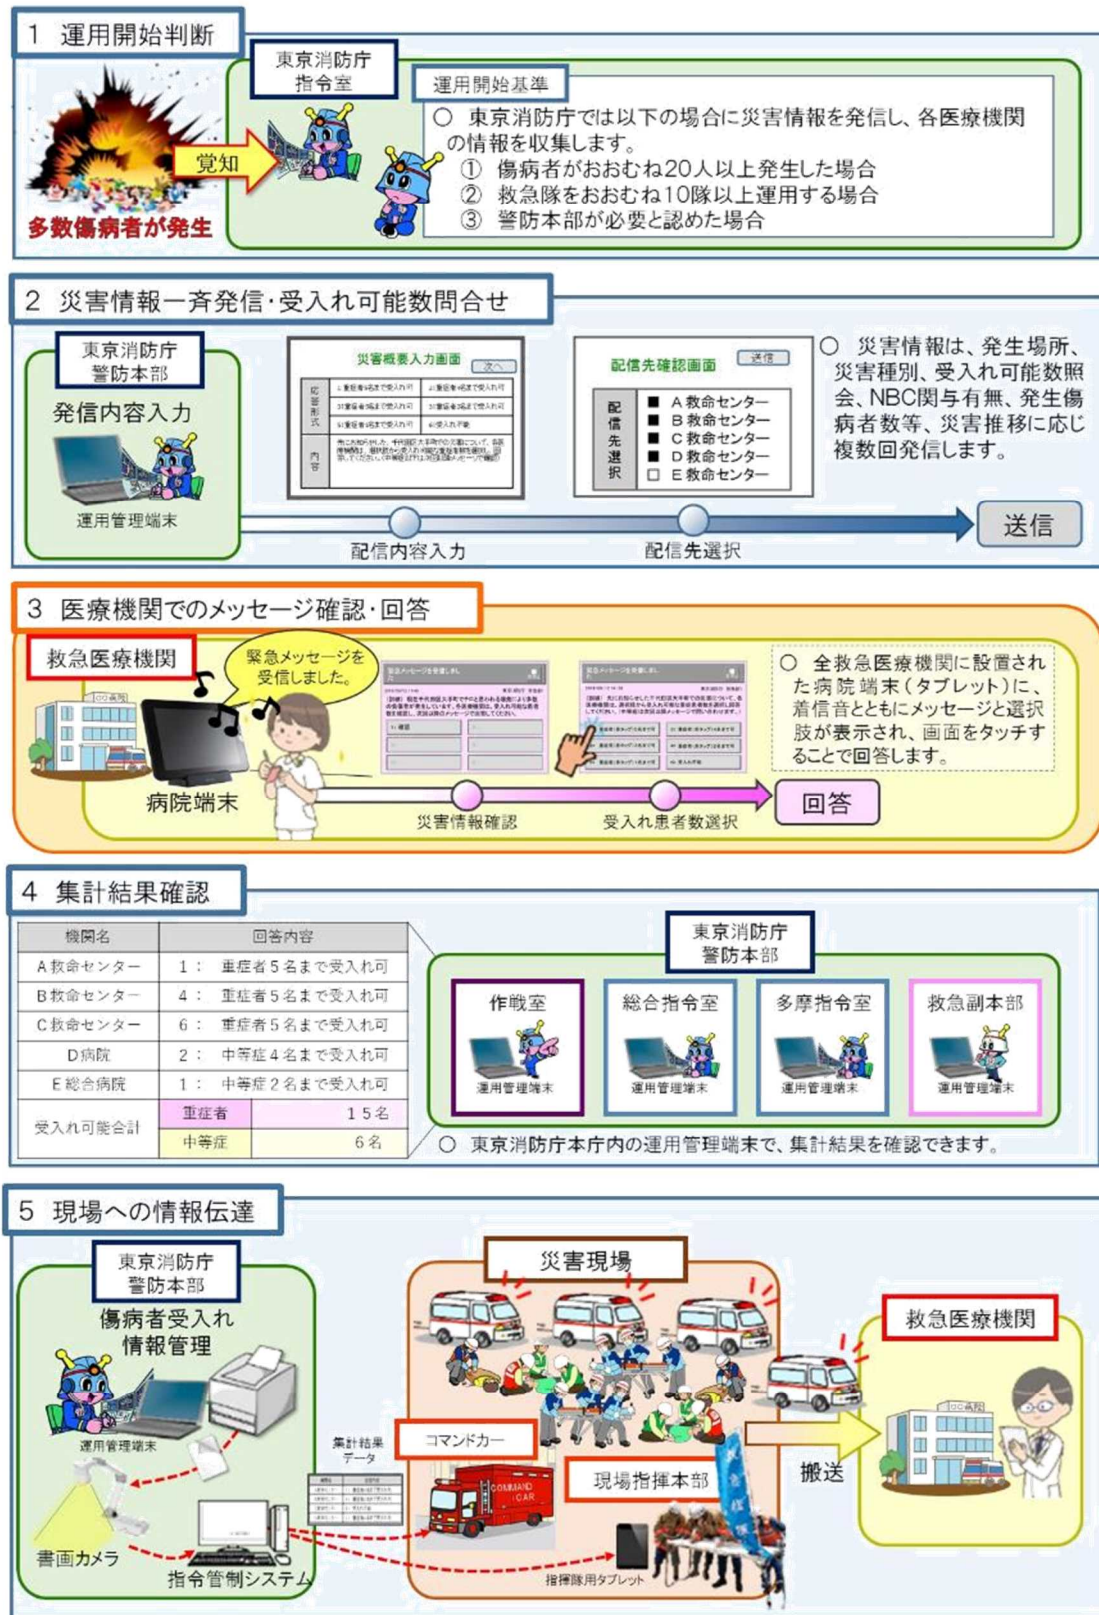 1 運用開始判断
東京消防庁
指令室
運用開始基準
○ 東京消防庁では以下の場合に災害情報を発信し、各医療機関
の情報を収集します。
① 傷病者がおおむね20人以上発生した場合
② 救急隊をおおむね10隊以上運用する場合
③ 警防本部が必要と認めた場合
覚知
多数傷病者が発生
2 災害情報一斉発信・受入れ可能数問合せ
東京消防庁
警防本部
発信内容入力
運用管理端末
災害概要入力画面
次へ
応答形式
内容
配信先確認画面
送信
配信先選択
■ A救命センター
■ B救命センター
■ C救命センター
■ D救命センター
□ E救命センター
○ 災害情報は、発生場所、
災害種別、受入れ可能数照
会、NBC関与有無、発生傷
病者数等、災害推移に応じ
複数回発信します。
配信内容入力
配信先選択
送信
3 医療機関でのメッセージ確認・回答
救急医療機関
緊急メッセージを
受信しました。
病院端末
災害情報確認
受入れ患者数選択
回答
○ 全救急医療機関に設置され
た病院端末(タブレット)に、
着信音とともにメッセージと選択
肢が表示され、画面をタッチす
ることで回答します。
4 集計結果確認
機関名 回答内容
A救命センター 1: 重症者5名まで受入れ可
B救命センター 4: 重症者5名まで受入れ可
C救命センター 6: 重症者5名まで受入れ可
D病院 2: 中等症4名まで受入れ可
E総合病院 1: 中等症2名まで受入れ可
受入れ可能合計
重症者 15名
中等症 6名
東京消防庁
警防本部
作戦室
運用管理端末
総合指令室
運用管理端末
多摩指令室
運用管理端末
救急副本部
運用管理端末
○ 東京消防庁本庁内の運用管理端末で、集計結果を確認できます。
5 現場への情報伝達
東京消防庁
警防本部
傷病者受入れ
情報管理
運用管理端末
書画カメラ
指令管制システム
集計結果
データ
災害現場
コマンドカー
COMMAND
CAR
現場指揮本部
指揮隊用タブレット
搬送
救急医療機関